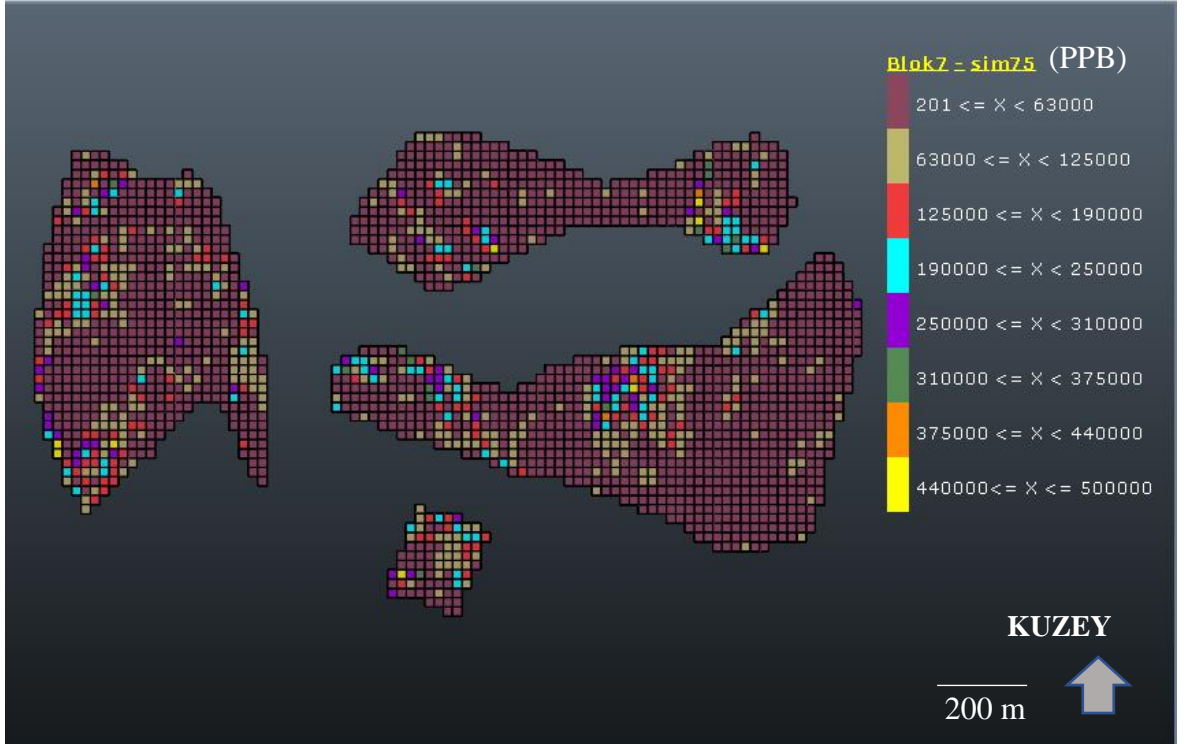 Blok7 - sim75 (PPB)
201 <= X < 63000
63000 <= X < 125000
125000 <= X < 190000
190000 <= X < 250000
250000 <= X < 310000
310000 <= X < 375000
375000 <= X < 440000
440000<= X <= 500000
KUZEY
200 m